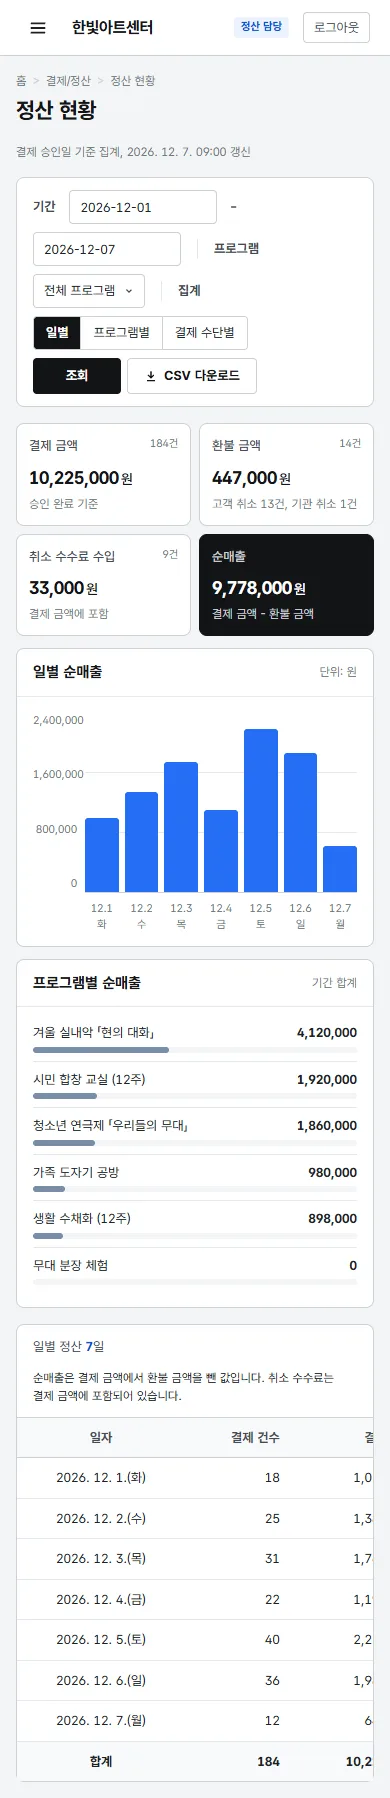 한빛아트센터
정산 담당
로그아웃
홈 > 결제/정산 > 정산 현황
정산 현황
결제 승인일 기준 집계, 2026. 12. 7. 09:00 갱신
기간 2026-12-01 -
2026-12-07 프로그램
전체 프로그램 집계
일별 프로그램별 결제 수단별
조회 CSV 다운로드
결제 금액 184건
10,225,000원
승인 완료 기준
환불 금액 14건
447,000원
고객 취소 13건, 기관 취소 1건
취소 수수료 수입 9건
33,000원
결제 금액에 포함
순매출
9,778,000원
결제 금액 - 환불 금액
일별 순매출 단위: 원
2,400,000
1,600,000
800,000
0
12.1 12.2 12.3 12.4 12.5 12.6 12.7
화 수 목 금 토 일 월
프로그램별 순매출 기간 합계
겨울 실내악 「현의 대화」 4,120,000
시민 합창 교실 (12주) 1,920,000
청소년 연극제 「우리들의 무대」 1,860,000
가족 도자기 공방 980,000
생활 수채화 (12주) 898,000
무대 분장 체험 0
일별 정산 7일
순매출은 결제 금액에서 환불 금액을 뺀 값입니다. 취소 수수료는
결제 금액에 포함되어 있습니다.
일자 결제 건수
2026. 12. 1.(화) 18 1,0
2026. 12. 2.(수) 25 1,3
2026. 12. 3.(목) 31 1,7
2026. 12. 4.(금) 22 1,1
2026. 12. 5.(토) 40 2,2
2026. 12. 6.(일) 36 1,9
2026. 12. 7.(월) 12 6
합계 184 10,2